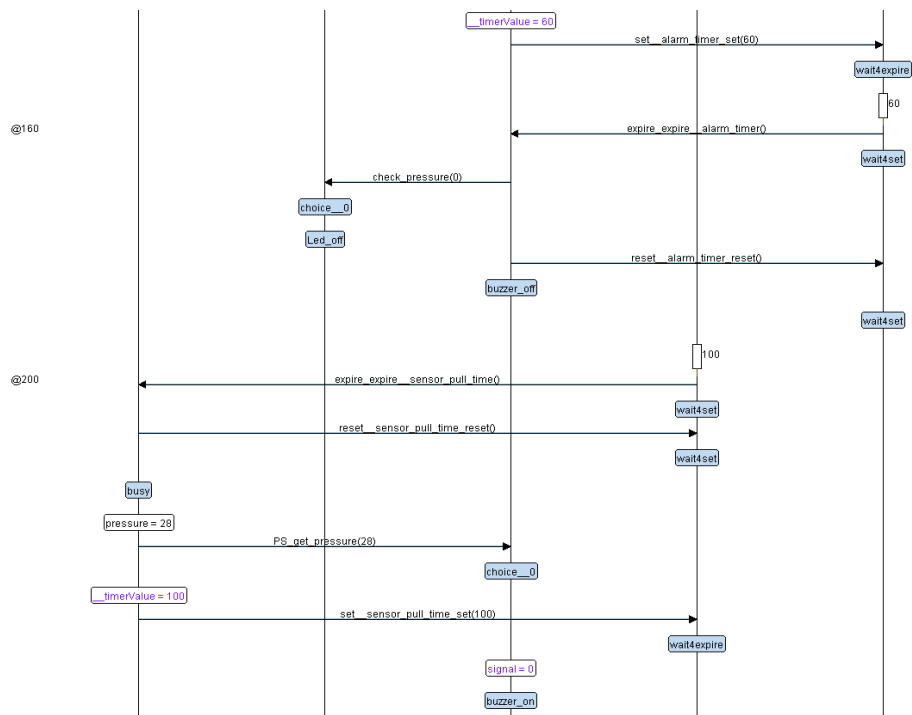 __timerValue = 60
set__alarm_timer_set(60)
wait4expire
60
@160
expire_expire__alarm_timer()
wait4set
check_pressure(0)
choice__0
Led_off
reset__alarm_timer_reset()
buzzer_off
wait4set
100
@200
expire_expire__sensor_pull_time()
wait4set
reset__sensor_pull_time_reset()
wait4set
busy
pressure = 28
PS_get_pressure(28)
choice__0
__timerValue = 100
set__sensor_pull_time_set(100)
wait4expire
signal = 0
buzzer_on